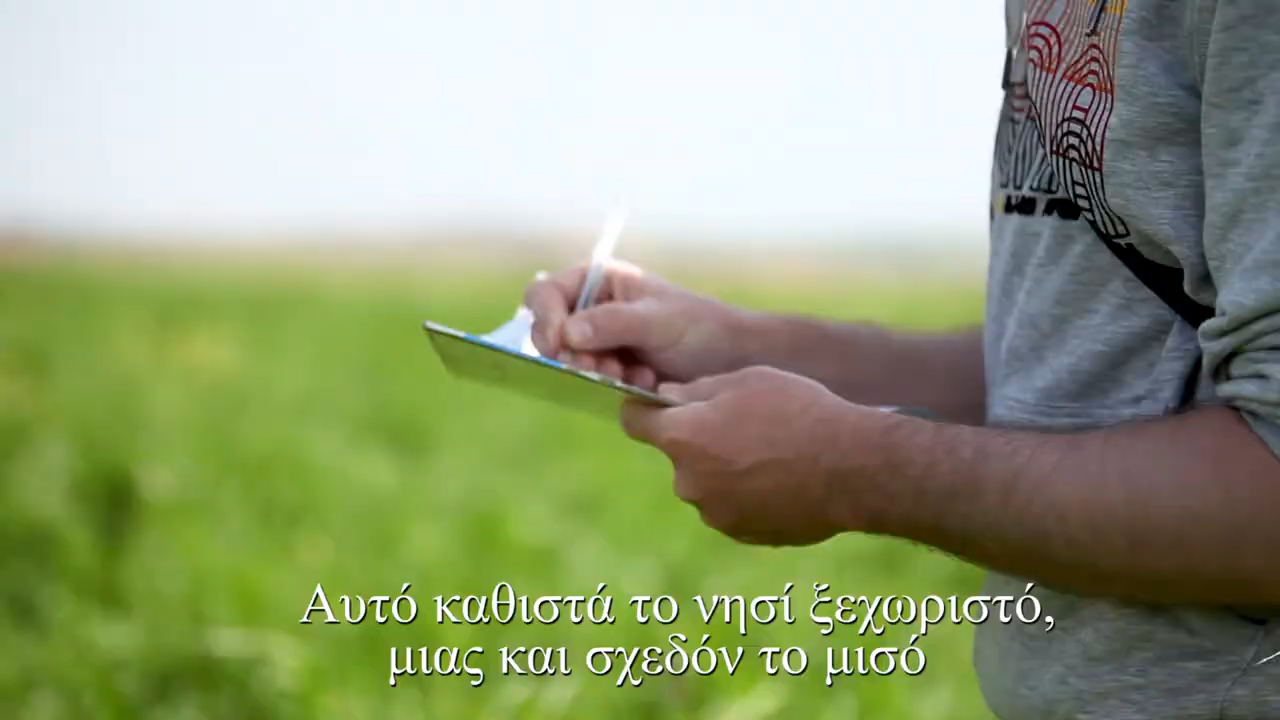 Αυτό καθιστά το νησί ξεχωριστό,
μιας και σχεδόν το μισό